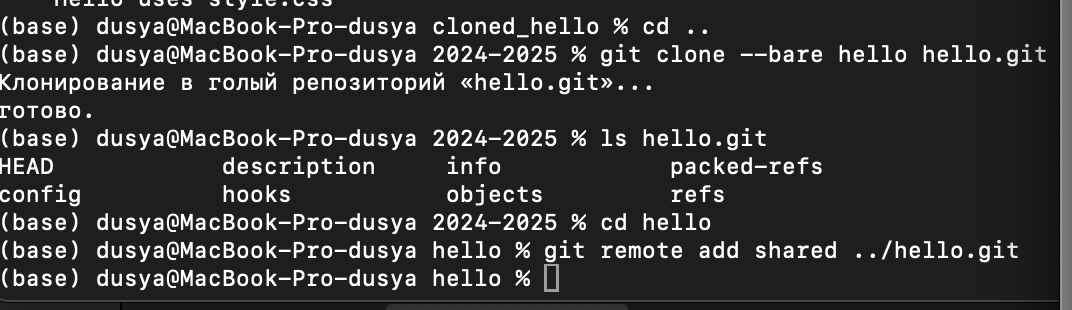 Hello uses style.css
(base) dusya@MacBook-Pro-dusya cloned_hello % cd ..
(base) dusya@MacBook-Pro-dusya 2024-2025 % git clone --bare hello hello.git
Клонирование в голый репозиторий «hello.git»...
готово.
(base) dusya@MacBook-Pro-dusya 2024-2025 % ls hello.git
HEAD description info packed-refs
config hooks objects refs
(base) dusya@MacBook-Pro-dusya 2024-2025 % cd hello
(base) dusya@MacBook-Pro-dusya hello % git remote add shared ../hello.git
(base) dusya@MacBook-Pro-dusya hello %